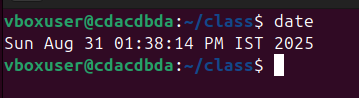 vboxuser@cdacdbda:~/class$ date
Sun Aug 31 01:38:14 PM IST 2025
vboxuser@cdacdbda:~/class$